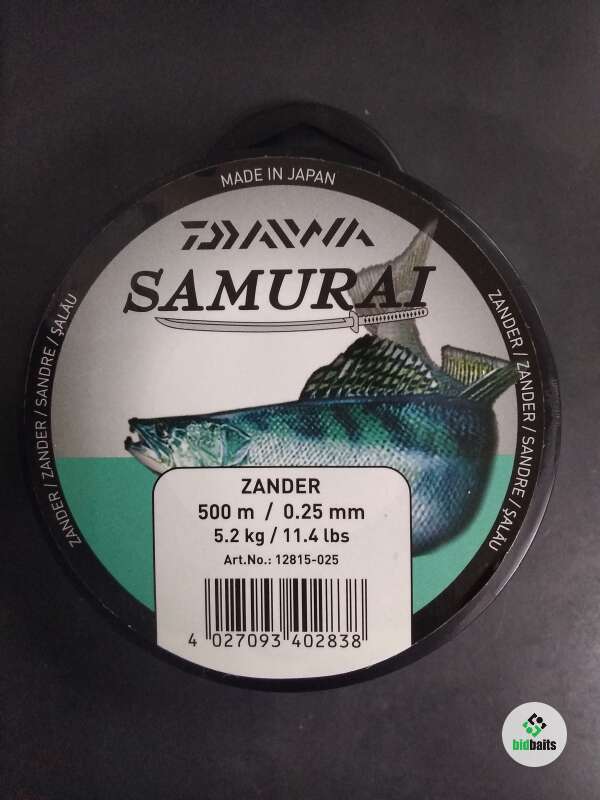 MADE IN JAPAN
DAIWA
SAMURAI
ZANDER / ZANDER / SANDRE / ŞALĂU
ZANDER / ZANDER / SANDRE / ŞALĂU
ZANDER
500 m / 0.25 mm
5.2 kg / 11.4 lbs
Art.No.: 12815-025
4 027093 402838
bidbaits